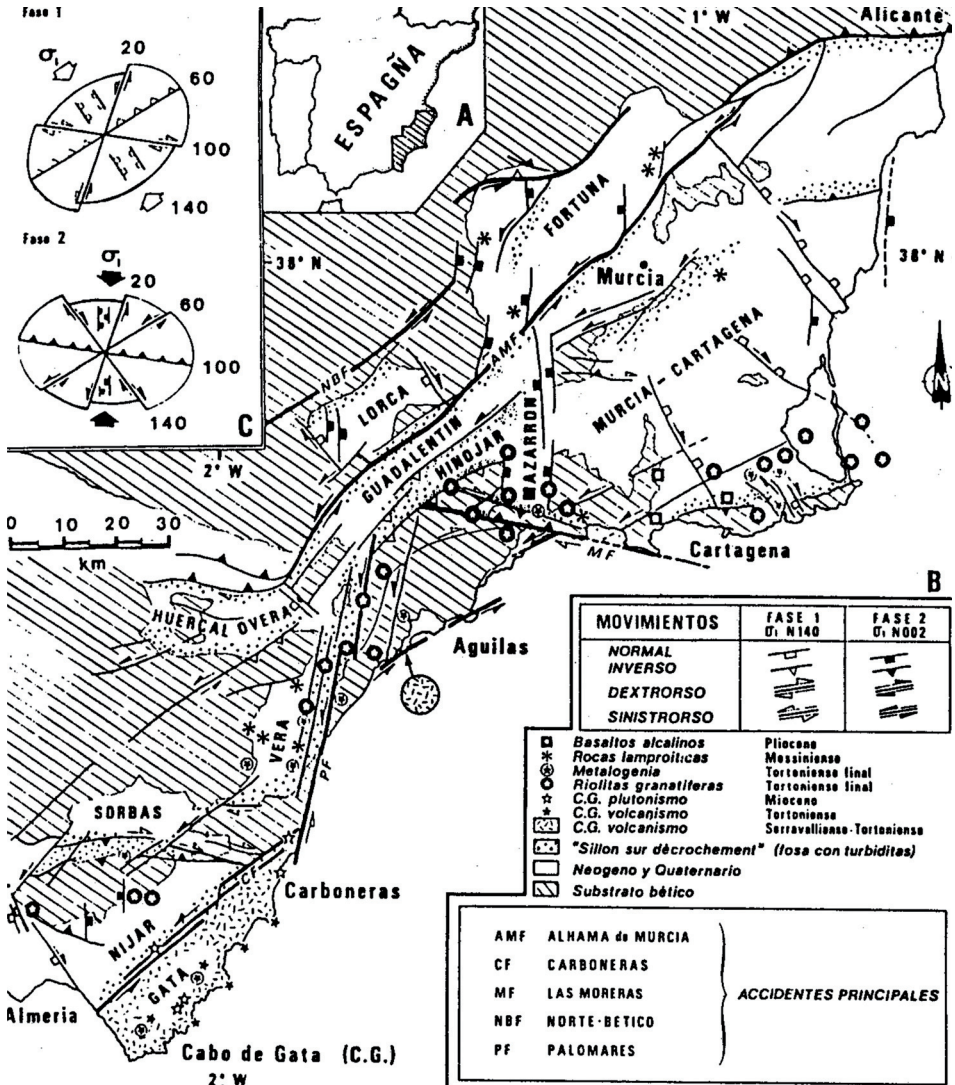 Fase 1
σ₁
20
60
100
140
Fase 2
σ₁
20
60
100
140
C
ESPAGÑA
A
1° W
Alicante
FORTUNA
38° N
38° N
Murcia
NBF
LORCA
AMF
MURCIA - CARTAGENA
2° W
GUADALENTIN
HINOJAR
MAZARRON
N
0 10 20 30
km
MF
Cartagena
HUERCAL OVERA
Aguilas
VERA
PF
SORBAS
Carboneras
NIJAR
GATA
Almeria
Cabo de Gata (C.G.)
2° W
B
MOVIMIENTOS FASE 1 FASE 2
σ₁ N140 σ₁ N002
NORMAL
INVERSO
DEXTRORSO
SINISTRORSO
Basaltos alcalinos Plioceno
Rocas lamproiticas Messiniense
Metalogenia Tortoniense final
Riolitas granatiferas Tortoniense final
C.G. plutonismo Mioceno
C.G. volcanismo Tortoniense
C.G. volcanismo Serravalliense-Tortoniense
"Sillon sur décrochement" (fosa con turbiditas)
Neogeno y Quaternario
Substrato bético
AMF ALHAMA de MURCIA
CF CARBONERAS
MF LAS MORERAS
NBF NORTE-BETICO
PF PALOMARES
ACCIDENTES PRINCIPALES